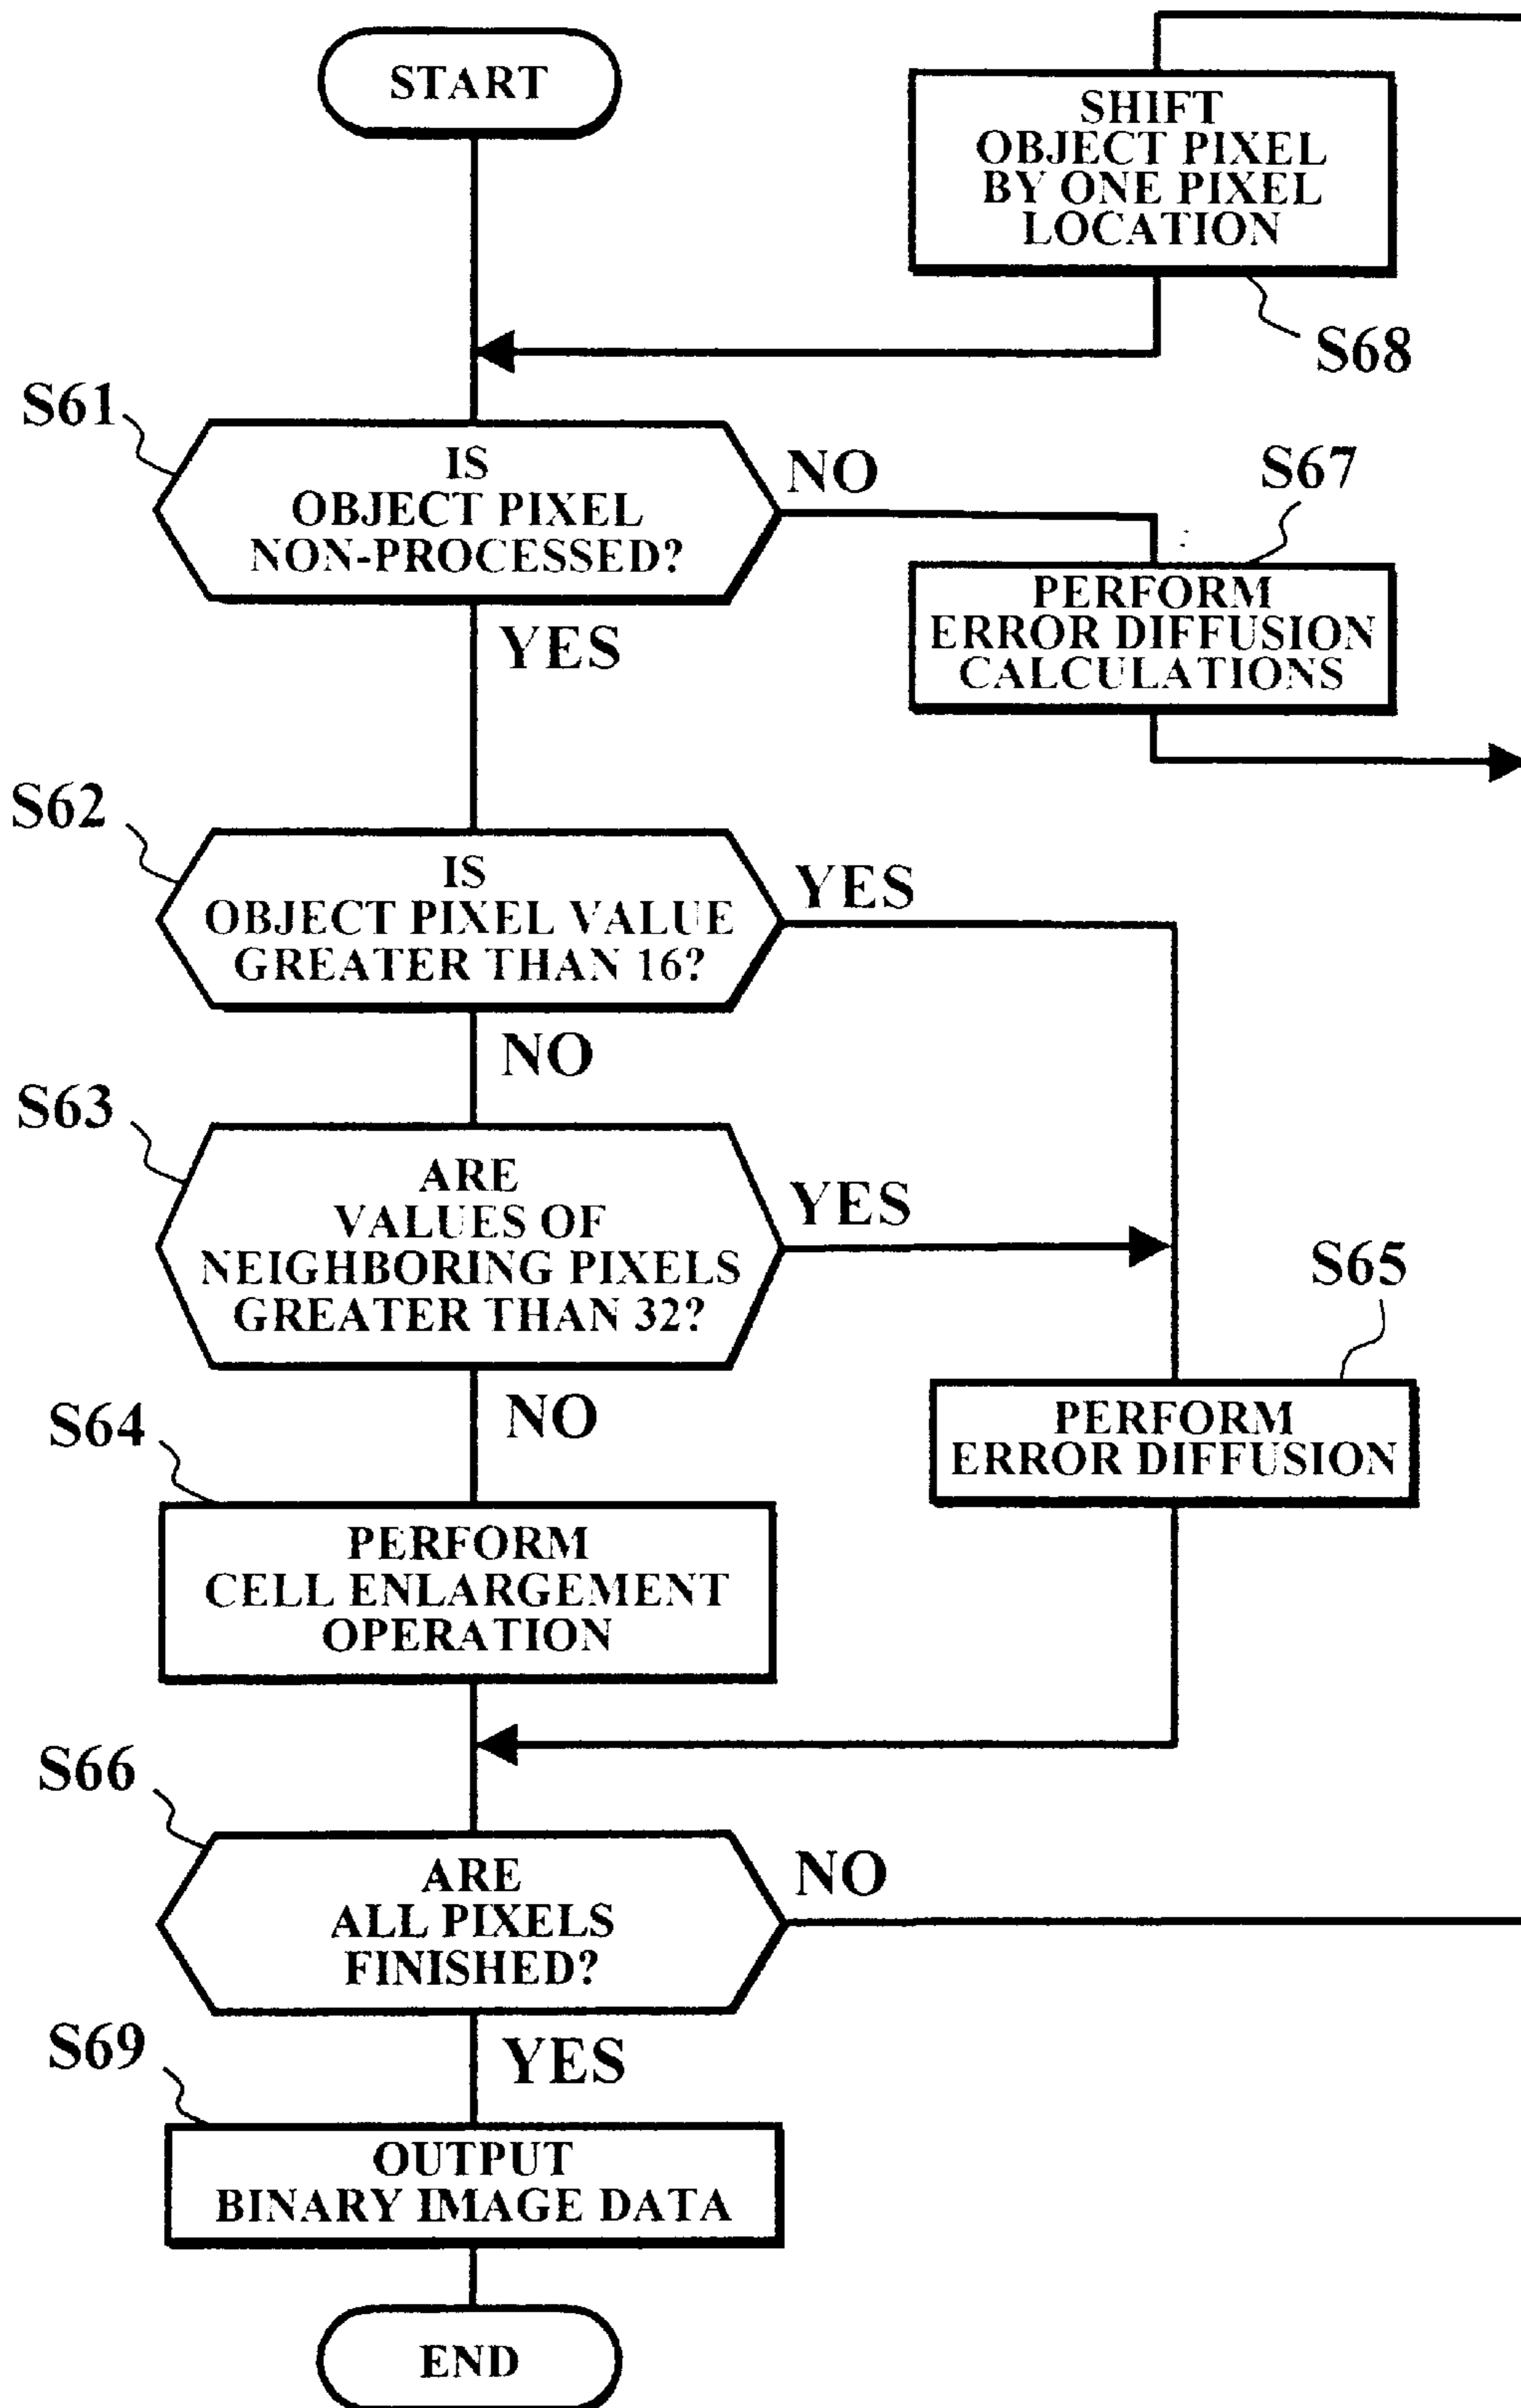 START
SHIFT
OBJECT PIXEL
BY ONE PIXEL
LOCATION
S68
S61
IS
OBJECT PIXEL
NON-PROCESSED?
NO
S67
PERFORM
ERROR DIFFUSION
CALCULATIONS
YES
S62
IS
OBJECT PIXEL VALUE
GREATER THAN 16?
YES
NO
S63
ARE
VALUES OF
NEIGHBORING PIXELS
GREATER THAN 32?
YES
S65
PERFORM
ERROR DIFFUSION
NO
S64
PERFORM
CELL ENLARGEMENT
OPERATION
S66
ARE
ALL PIXELS
FINISHED?
NO
YES
S69
OUTPUT
BINARY IMAGE DATA
END